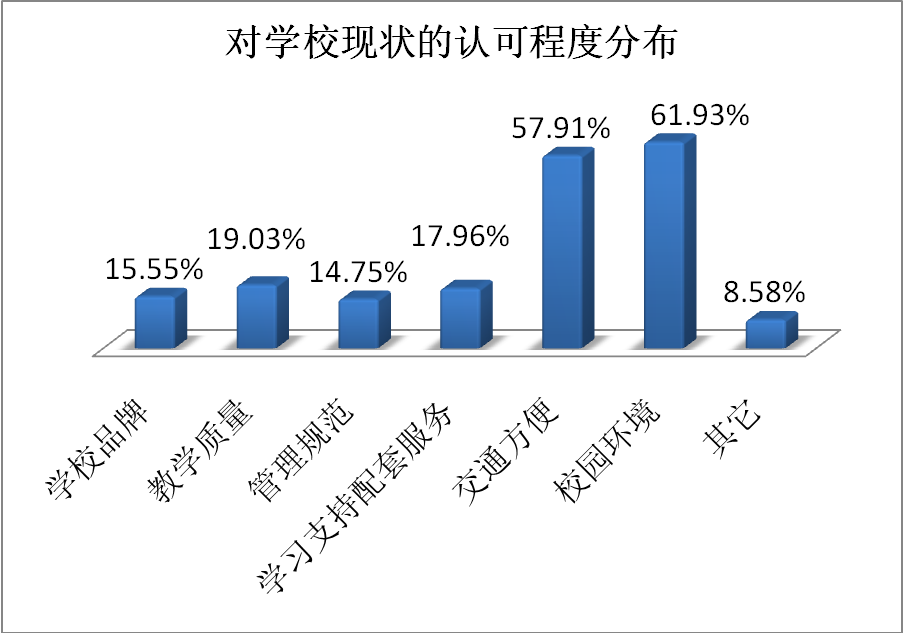 对学校现状的认可程度分布
15.55%
19.03%
14.75%
17.96%
57.91%
61.93%
8.58%
学校品牌
教学质量
管理规范
学习支持配套服务
交通方便
校园环境
其它